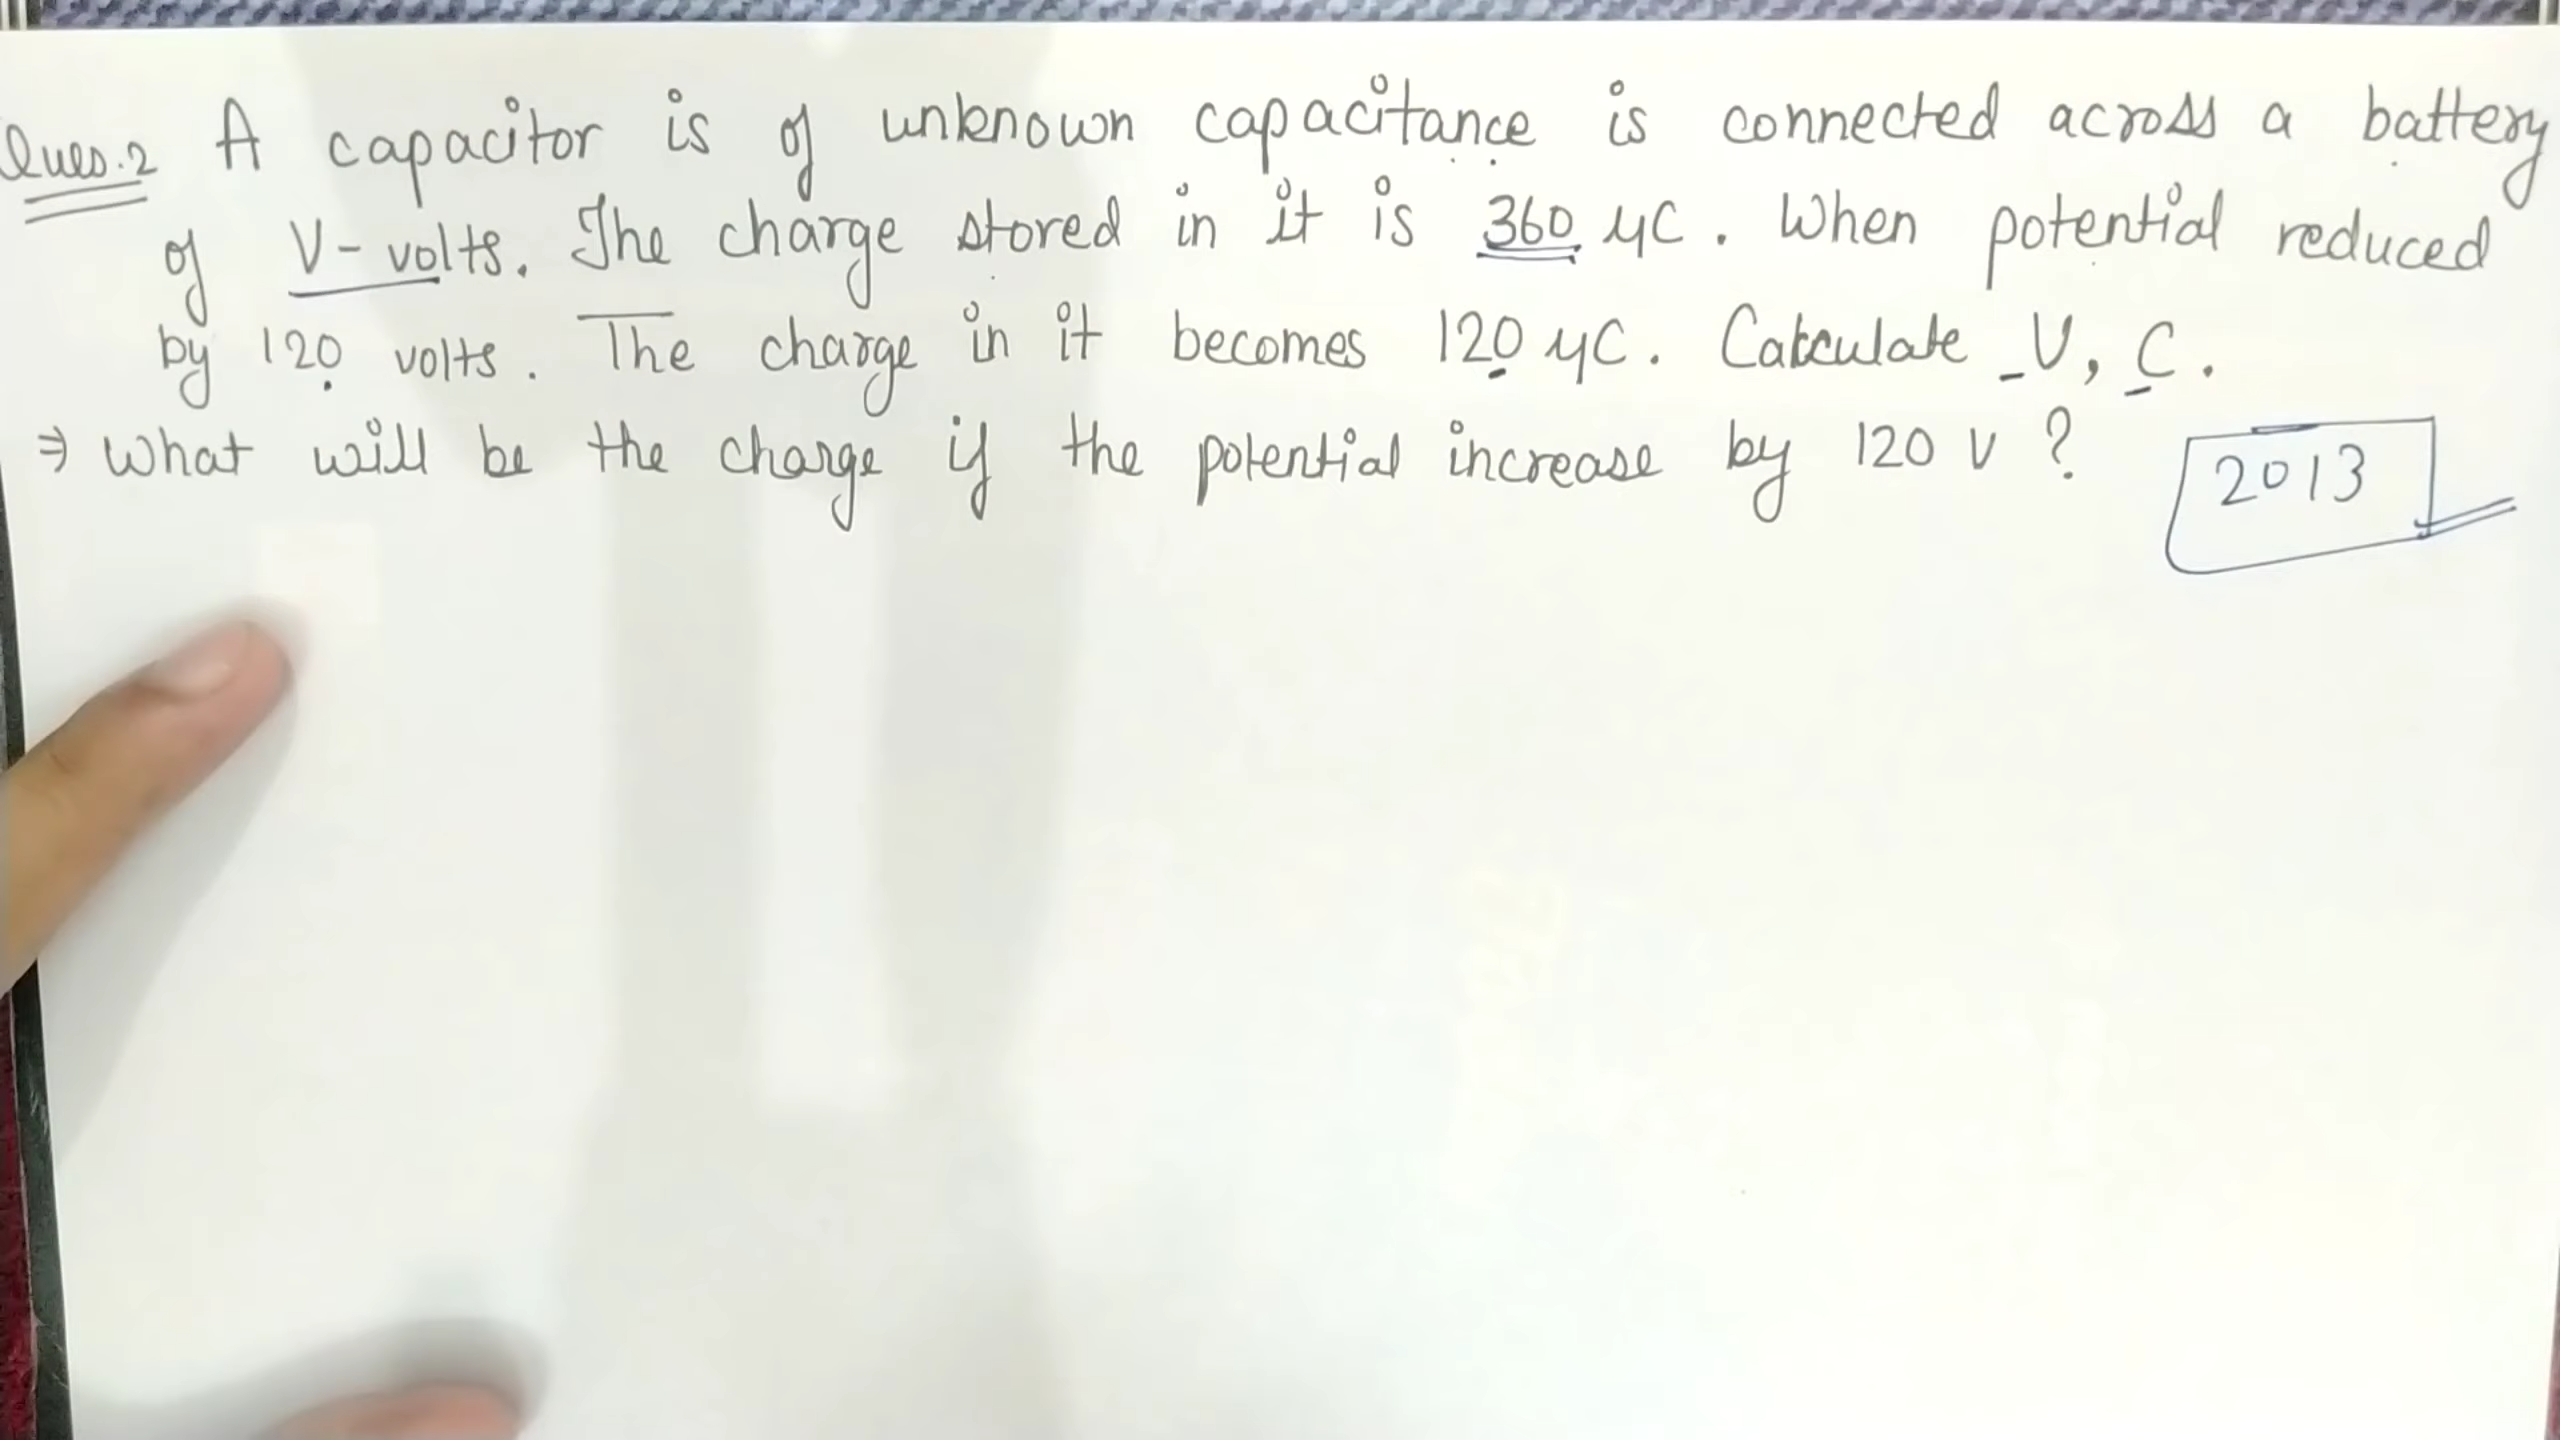 Ques.2 A capacitor is of unknown capacitance is connected across a battery
of V-volts. The charge stored in it is 360 μC. When potential reduced
by 120 volts. The charge in it becomes 120 μC. Calculate V, C.
⇒ What will be the charge if the potential increase by 120 V ?
2013